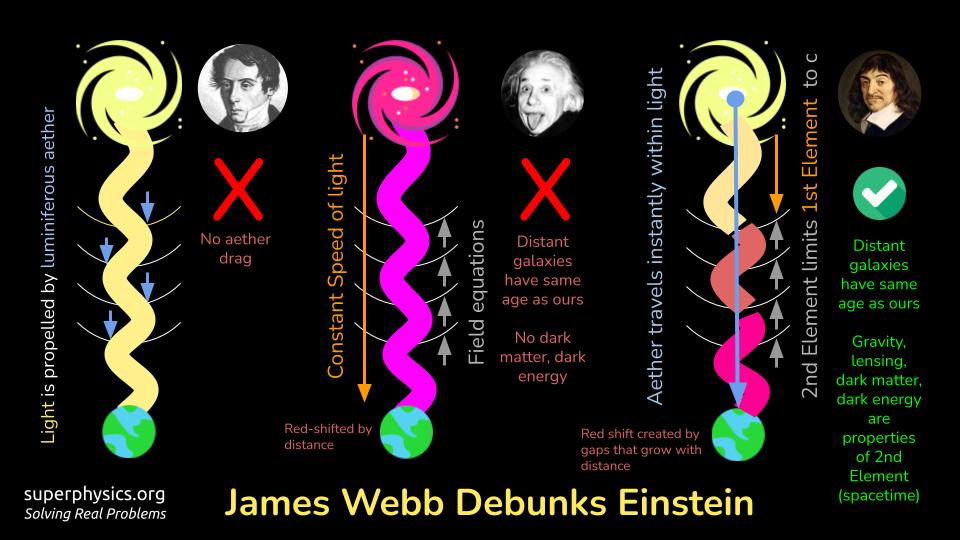 Light is propelled by luminiferous aether
No aether
drag
Constant Speed of light
Red-shifted by
distance
Field equations
Distant
galaxies
have same
age as ours
No dark
matter, dark
energy
Aether travels instantly within light
Red shift created by
gaps that grow with
distance
2nd Element limits 1st Element to c
Distant
galaxies
have same
age as ours
Gravity,
lensing,
dark matter,
dark energy
are
properties
of 2nd
Element
(spacetime)
superphysics.org
Solving Real Problems
James Webb Debunks Einstein